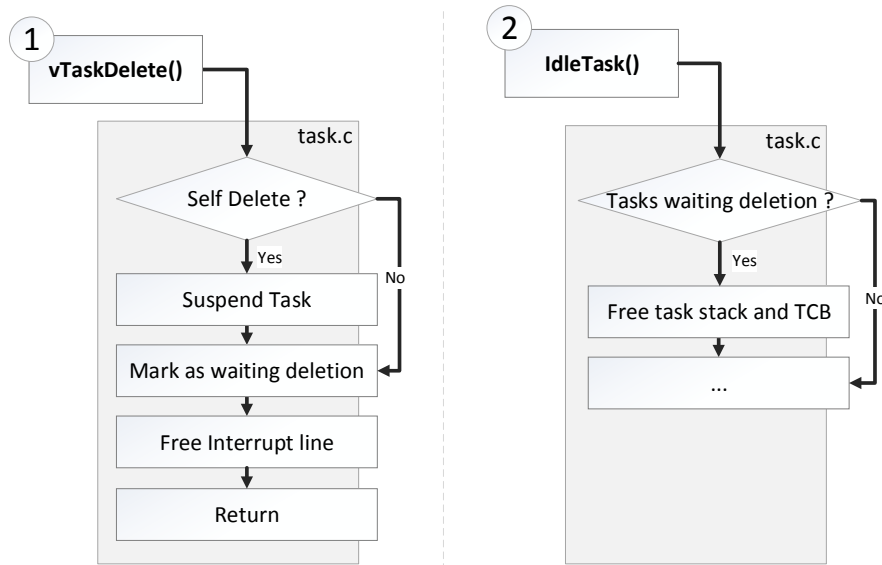 1
vTaskDelete()
task.c
Self Delete ?
Yes
No
Suspend Task
Mark as waiting deletion
Free Interrupt line
Return
2
IdleTask()
task.c
Tasks waiting deletion ?
Yes
No
Free task stack and TCB
...